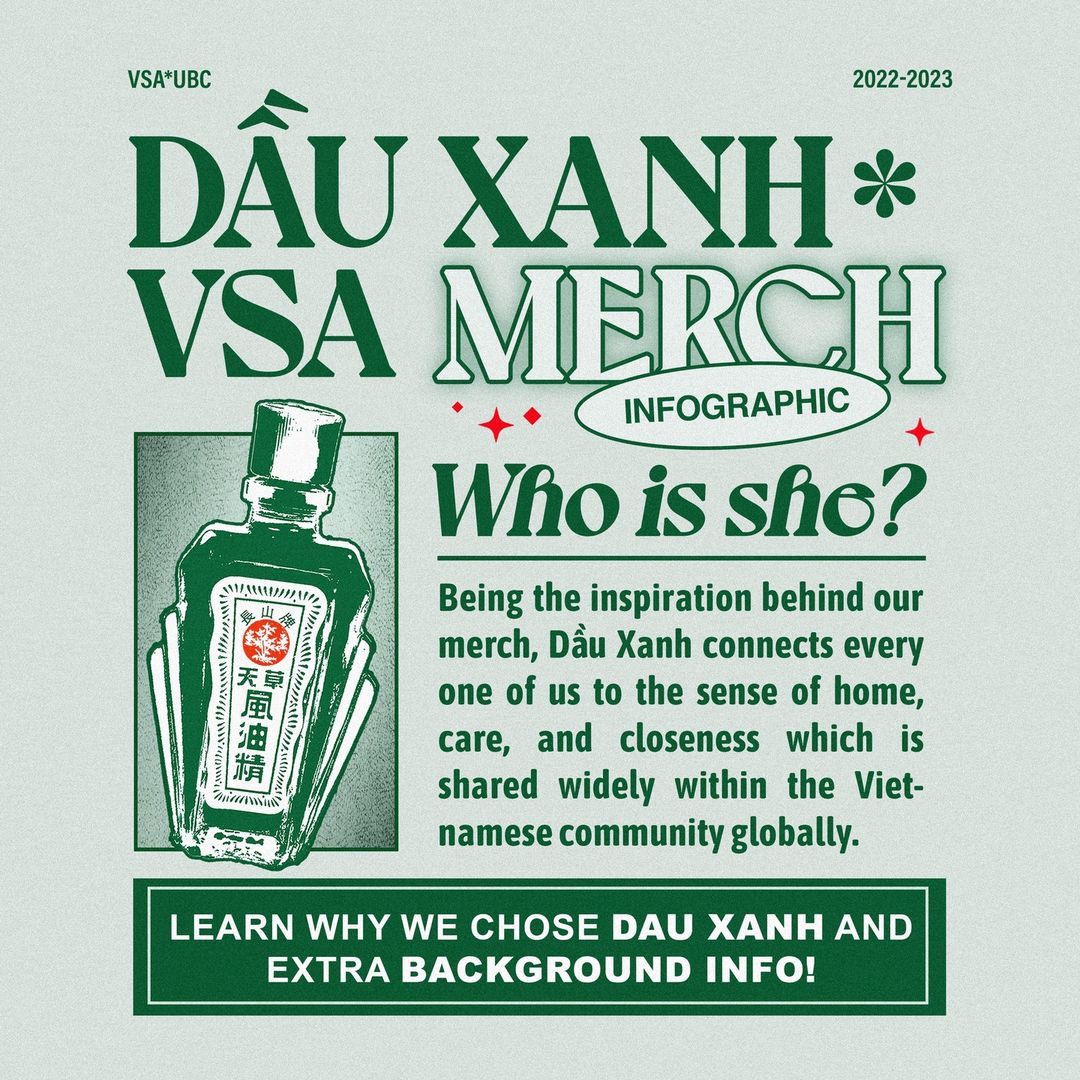 VSA*UBC
2022-2023
DẦU XANH*
VSA MERCH
INFOGRAPHIC
Who is she?
Being the inspiration behind our
merch, Dầu Xanh connects every
one of us to the sense of home,
care, and closeness which is
shared widely within the Viet-
namese community globally.
長山牌
天草
風油精
LEARN WHY WE CHOSE DAU XANH AND
EXTRA BACKGROUND INFO!